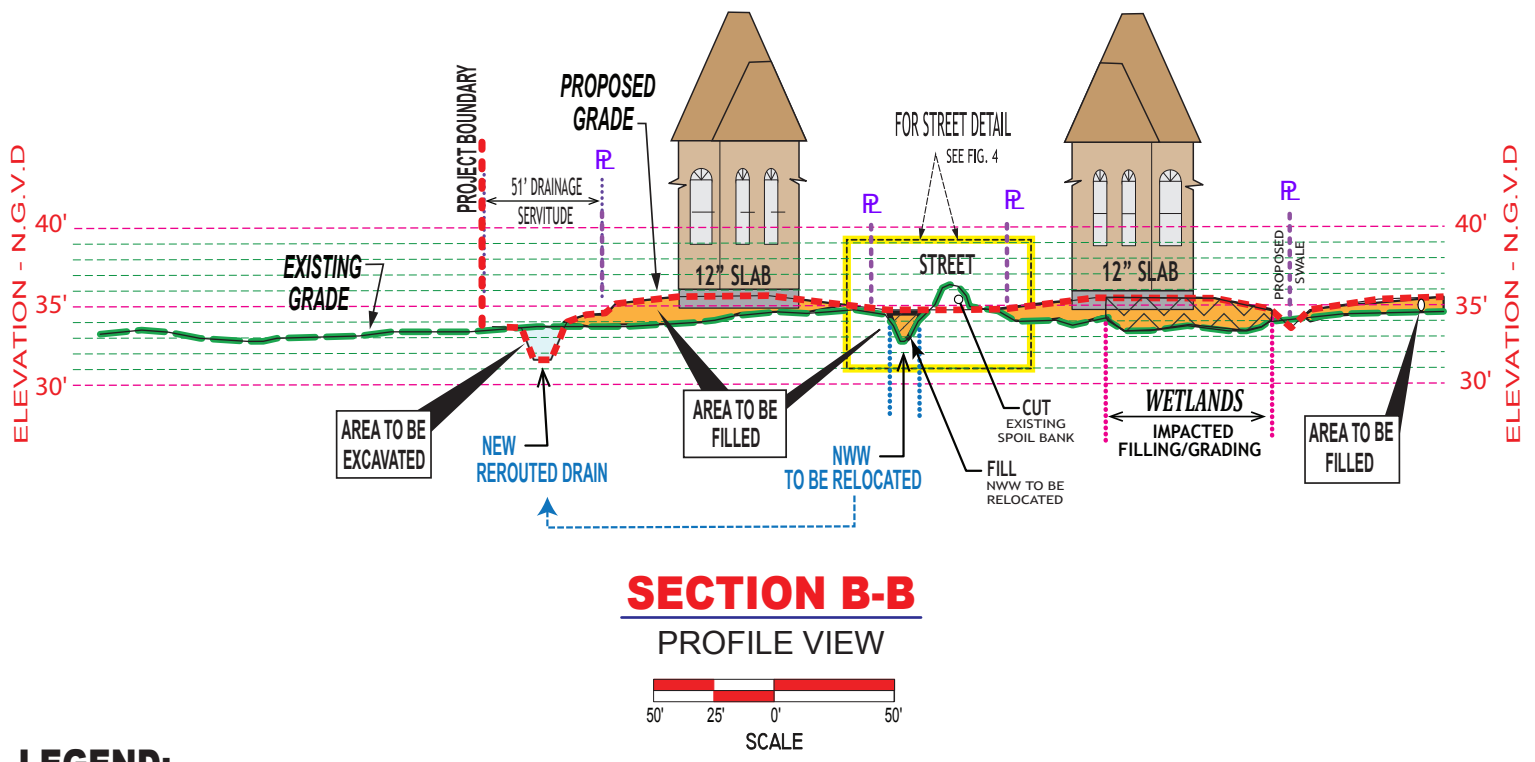 PROJECT BOUNDARY
PROPOSED
GRADE
PL
51' DRAINAGE
SERVITUDE
FOR STREET DETAIL
SEE FIG. 4
PL
PL
PL
ELEVATION - N.G.V.D
40'
35'
30'
EXISTING
GRADE
12” SLAB
STREET
12” SLAB
PROPOSED
SWALE
40'
35'
30'
ELEVATION - N.G.V.D
AREA TO BE
EXCAVATED
NEW
REROUTED DRAIN
AREA TO BE
FILLED
NWW
TO BE RELOCATED
CUT
EXISTING
SPOIL BANK
FILL
NWW TO BE
RELOCATED
WETLANDS
IMPACTED
FILLING/GRADING
AREA TO BE
FILLED
SECTION B-B
PROFILE VIEW
50' 25' 0' 50'
SCALE
LEGEND: